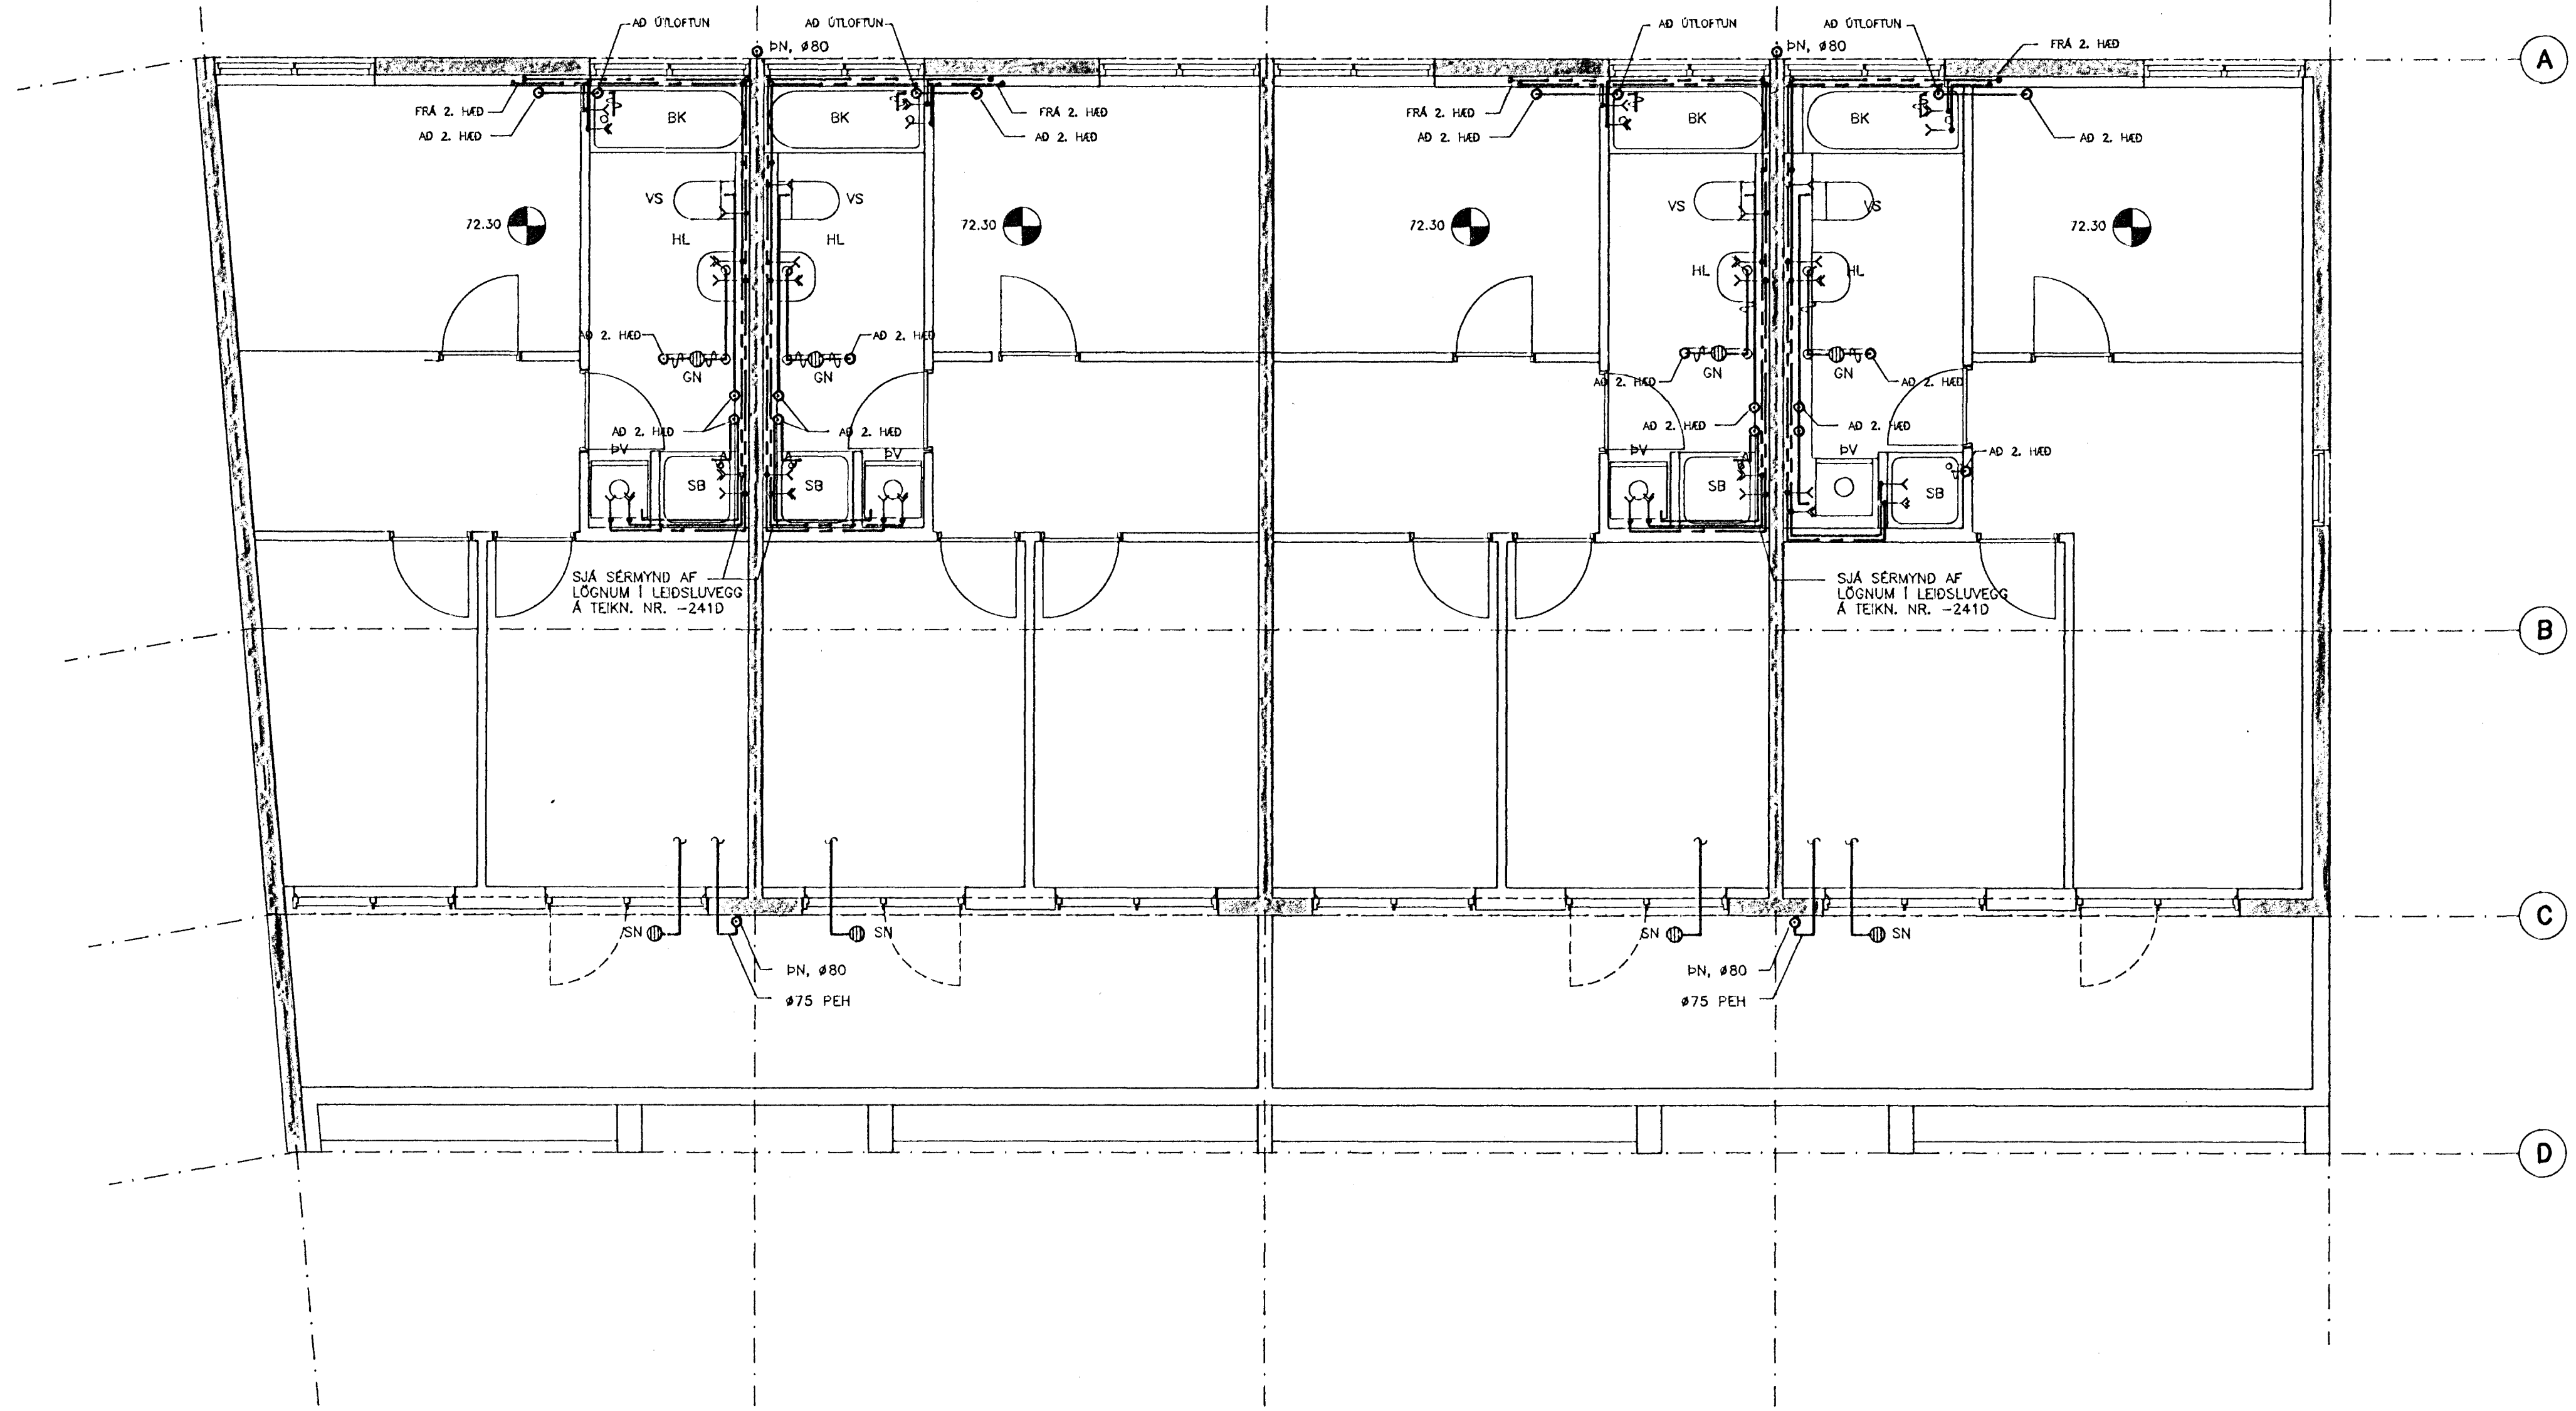 AÐ ÚTLOFTUN
AÐ ÚTLOFTUN
AÐ ÚTLOFTUN
AÐ ÚTLOFTUN
ÞN, ø80
ÞN, ø80
FRÁ 2. HÆÐ
A
FRÁ 2. HÆÐ
AÐ 2. HÆÐ
BK
BK
FRÁ 2. HÆÐ
AÐ 2. HÆÐ
FRÁ 2. HÆÐ
AÐ 2. HÆÐ
BK
BK
AÐ 2. HÆÐ
VS
VS
VS
VS
72.30
72.30
72.30
72.30
HL
HL
HL
HL
AÐ 2. HÆÐ
AÐ 2. HÆÐ
GN
GN
GN
GN
AÐ 2. HÆÐ
AÐ 2. HÆÐ
AÐ 2. HÆÐ
AÐ 2. HÆÐ
AÐ 2. HÆÐ
AÐ 2. HÆÐ
ÞV
ÞV
ÞV
ÞV
AÐ 2. HÆÐ
SB
SB
SB
SB
SJÁ SÉRMYND AF
LÖGNUM Í LEIÐSLUVEGG
Á TEIKN. NR. -241D
SJÁ SÉRMYND AF
LÖGNUM Í LEIÐSLUVEGG
Á TEIKN. NR. -241D
B
C
SN
SN
SN
SN
ÞN, ø80
ø75 PEH
ÞN, ø80
ø75 PEH
D